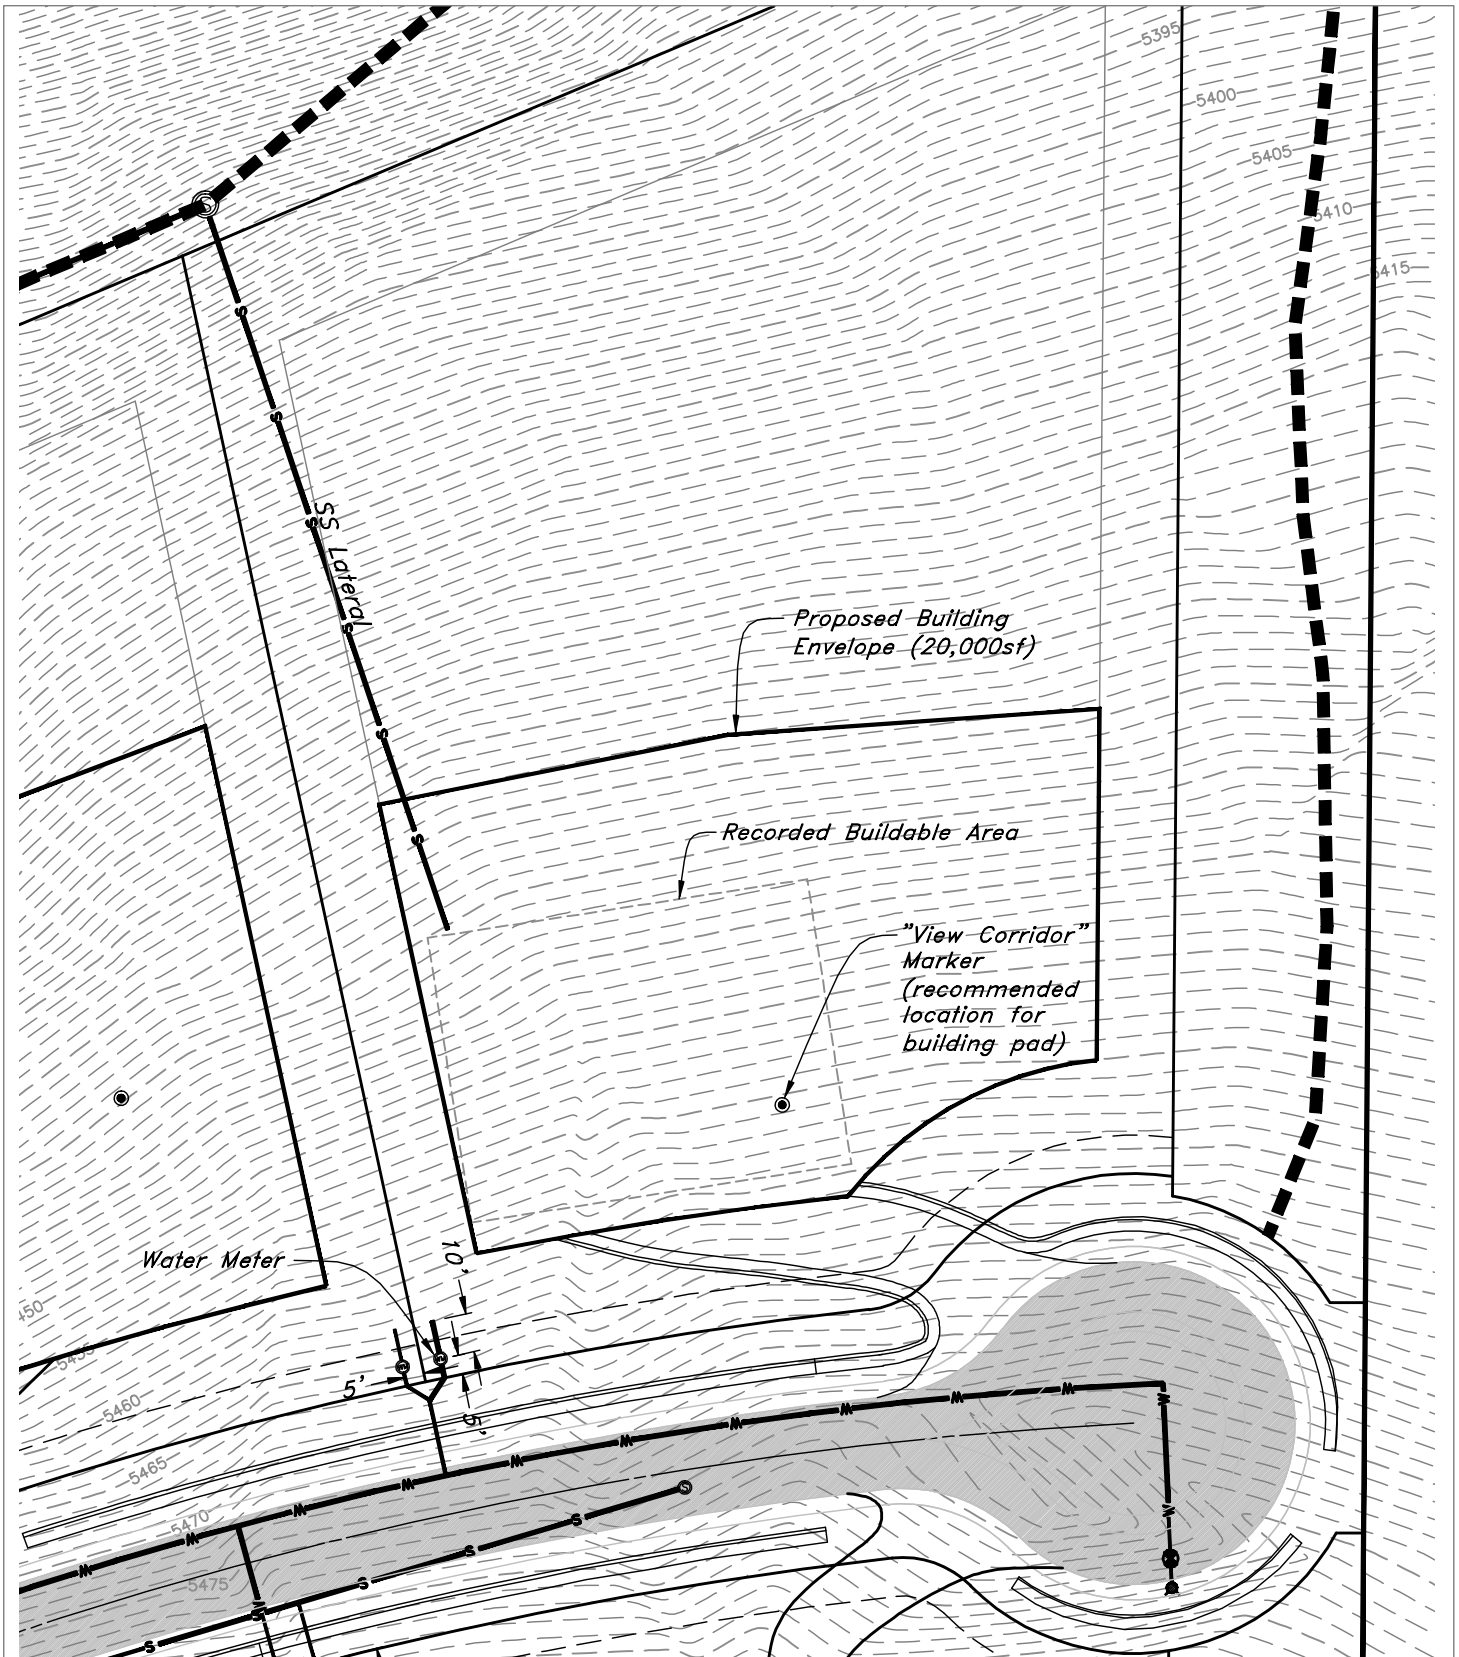 5395
5400
5405
5410
5415
S
S
S
S
SS Lateral
S
S
S
Proposed Building
Envelope (20,000sf)
Recorded Buildable Area
"View Corridor"
Marker
(recommended
location for
building pad)
10'
Water Meter
5'
5'
5455
5460
5465
5470
5475
W
W
W
W
W
W
W
W
W
W
W
W
W
S
S
S
S
S